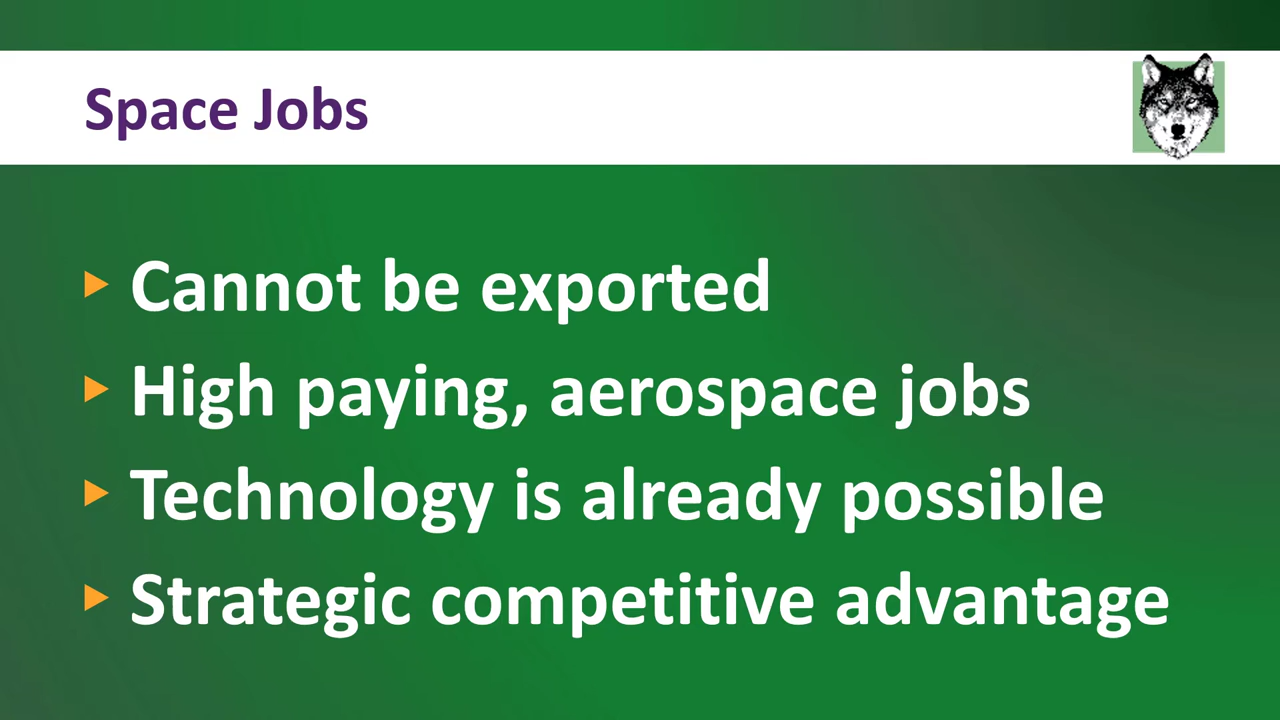 Space Jobs
Cannot be exported
High paying, aerospace jobs
Technology is already possible
Strategic competitive advantage